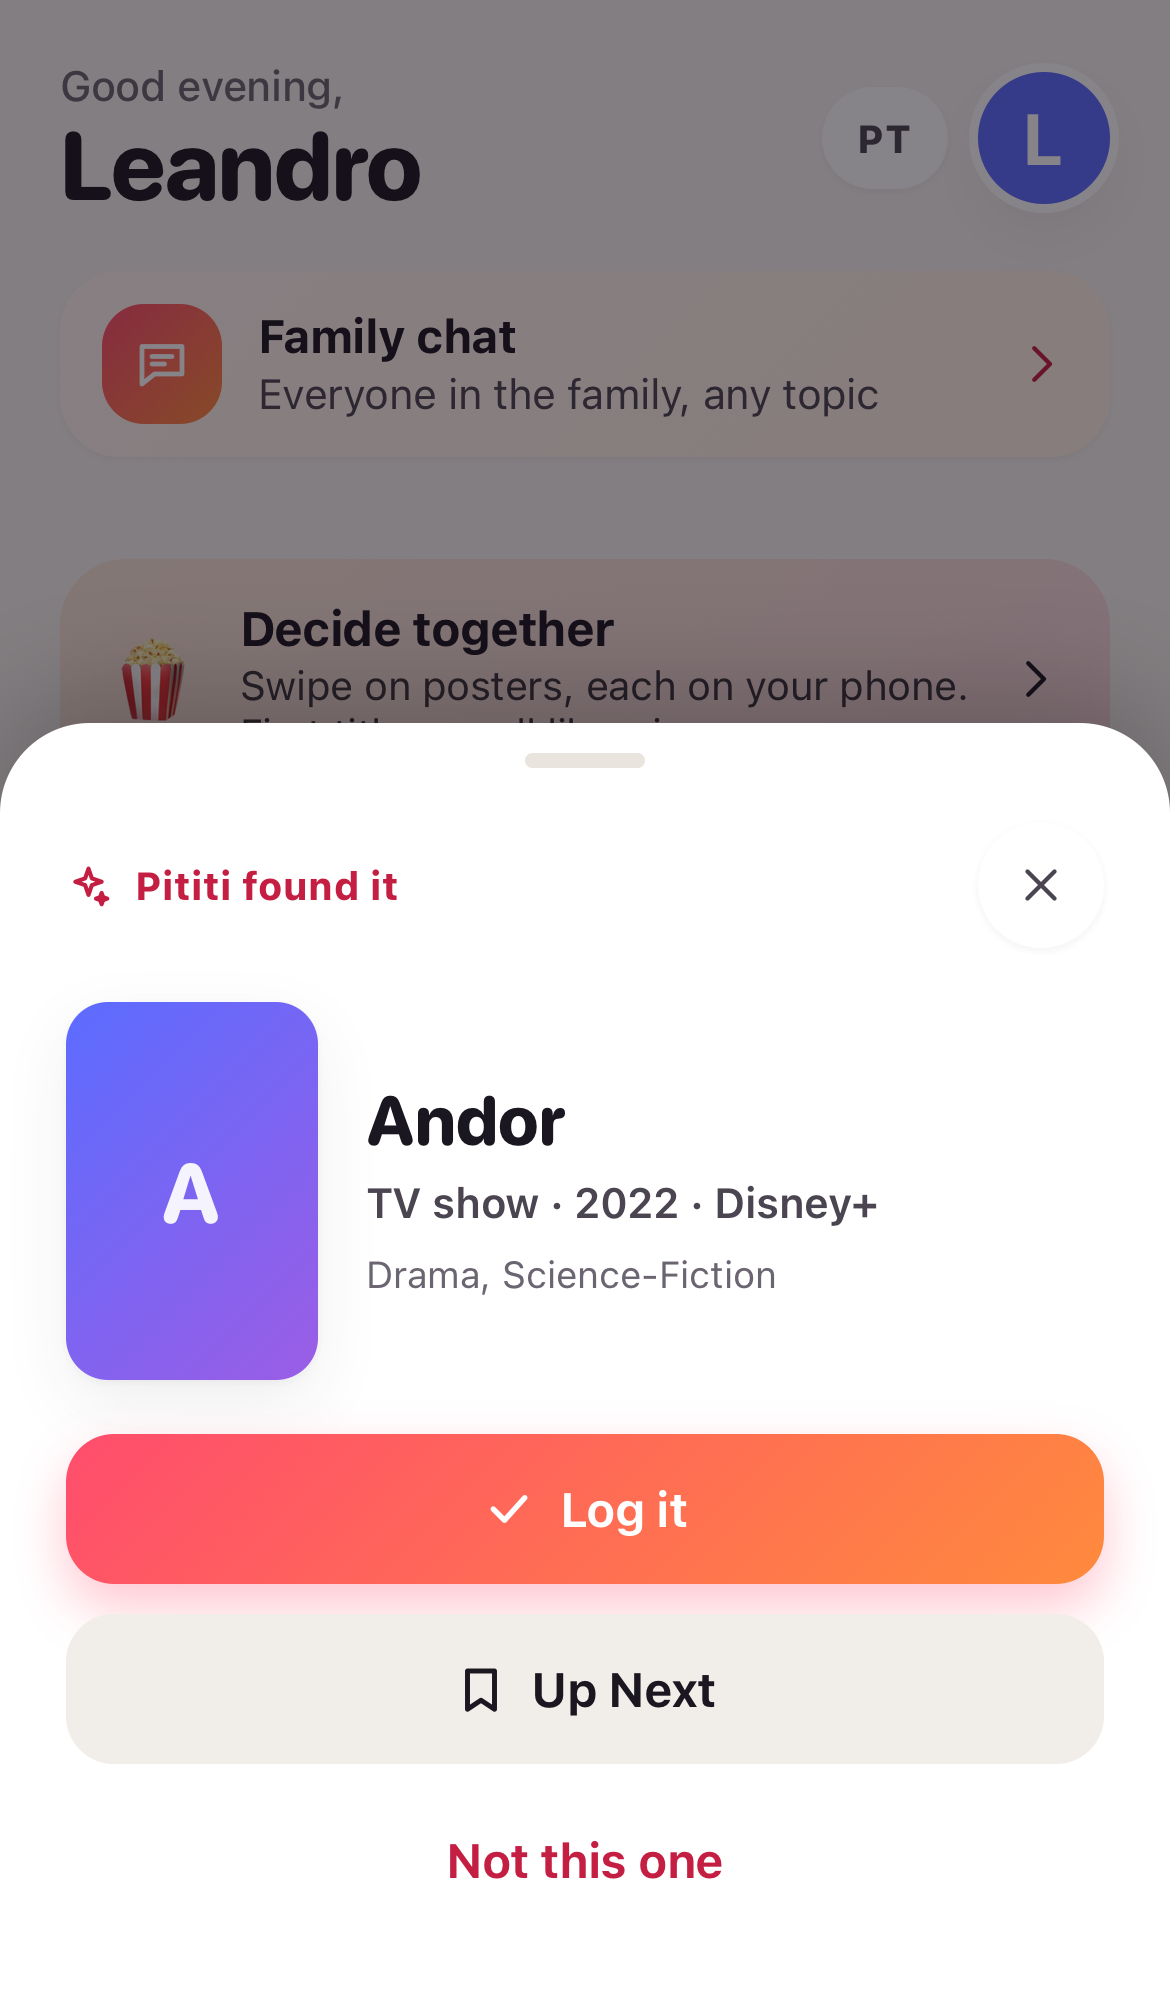 Good evening,
Leandro
PT
L
Family chat
Everyone in the family, any topic
Decide together
Swipe on posters, each on your phone.
Pititi found it
A
Andor
TV show · 2022 · Disney+
Drama, Science-Fiction
Log it
Up Next
Not this one